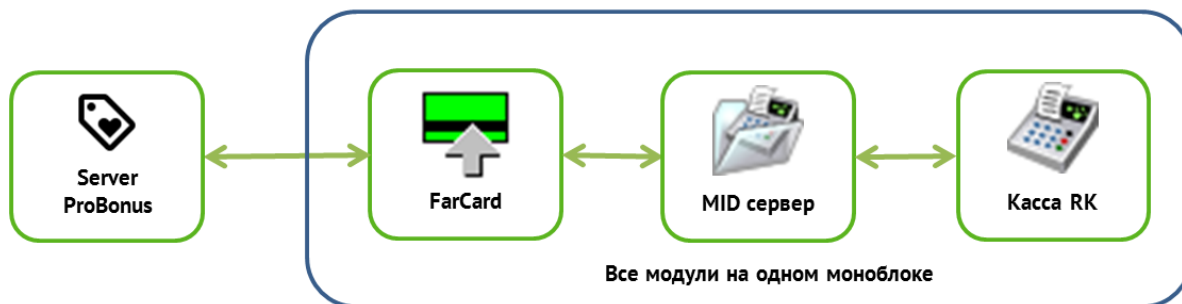 Server
ProBonus
FarCard
MID сервер
Касса RK
Все модули на одном моноблоке